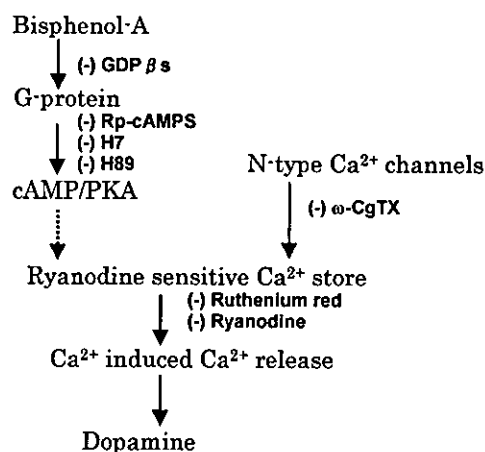 Bisphenol-A
(-) GDP β s
G-protein
(-) Rp-cAMPS
(-) H7
(-) H89
cAMP/PKA
N-type Ca²⁺ channels
(-) ω-CgTX
Ryanodine sensitive Ca²⁺ store
(-) Ruthenium red
(-) Ryanodine
Ca²⁺ induced Ca²⁺ release
Dopamine